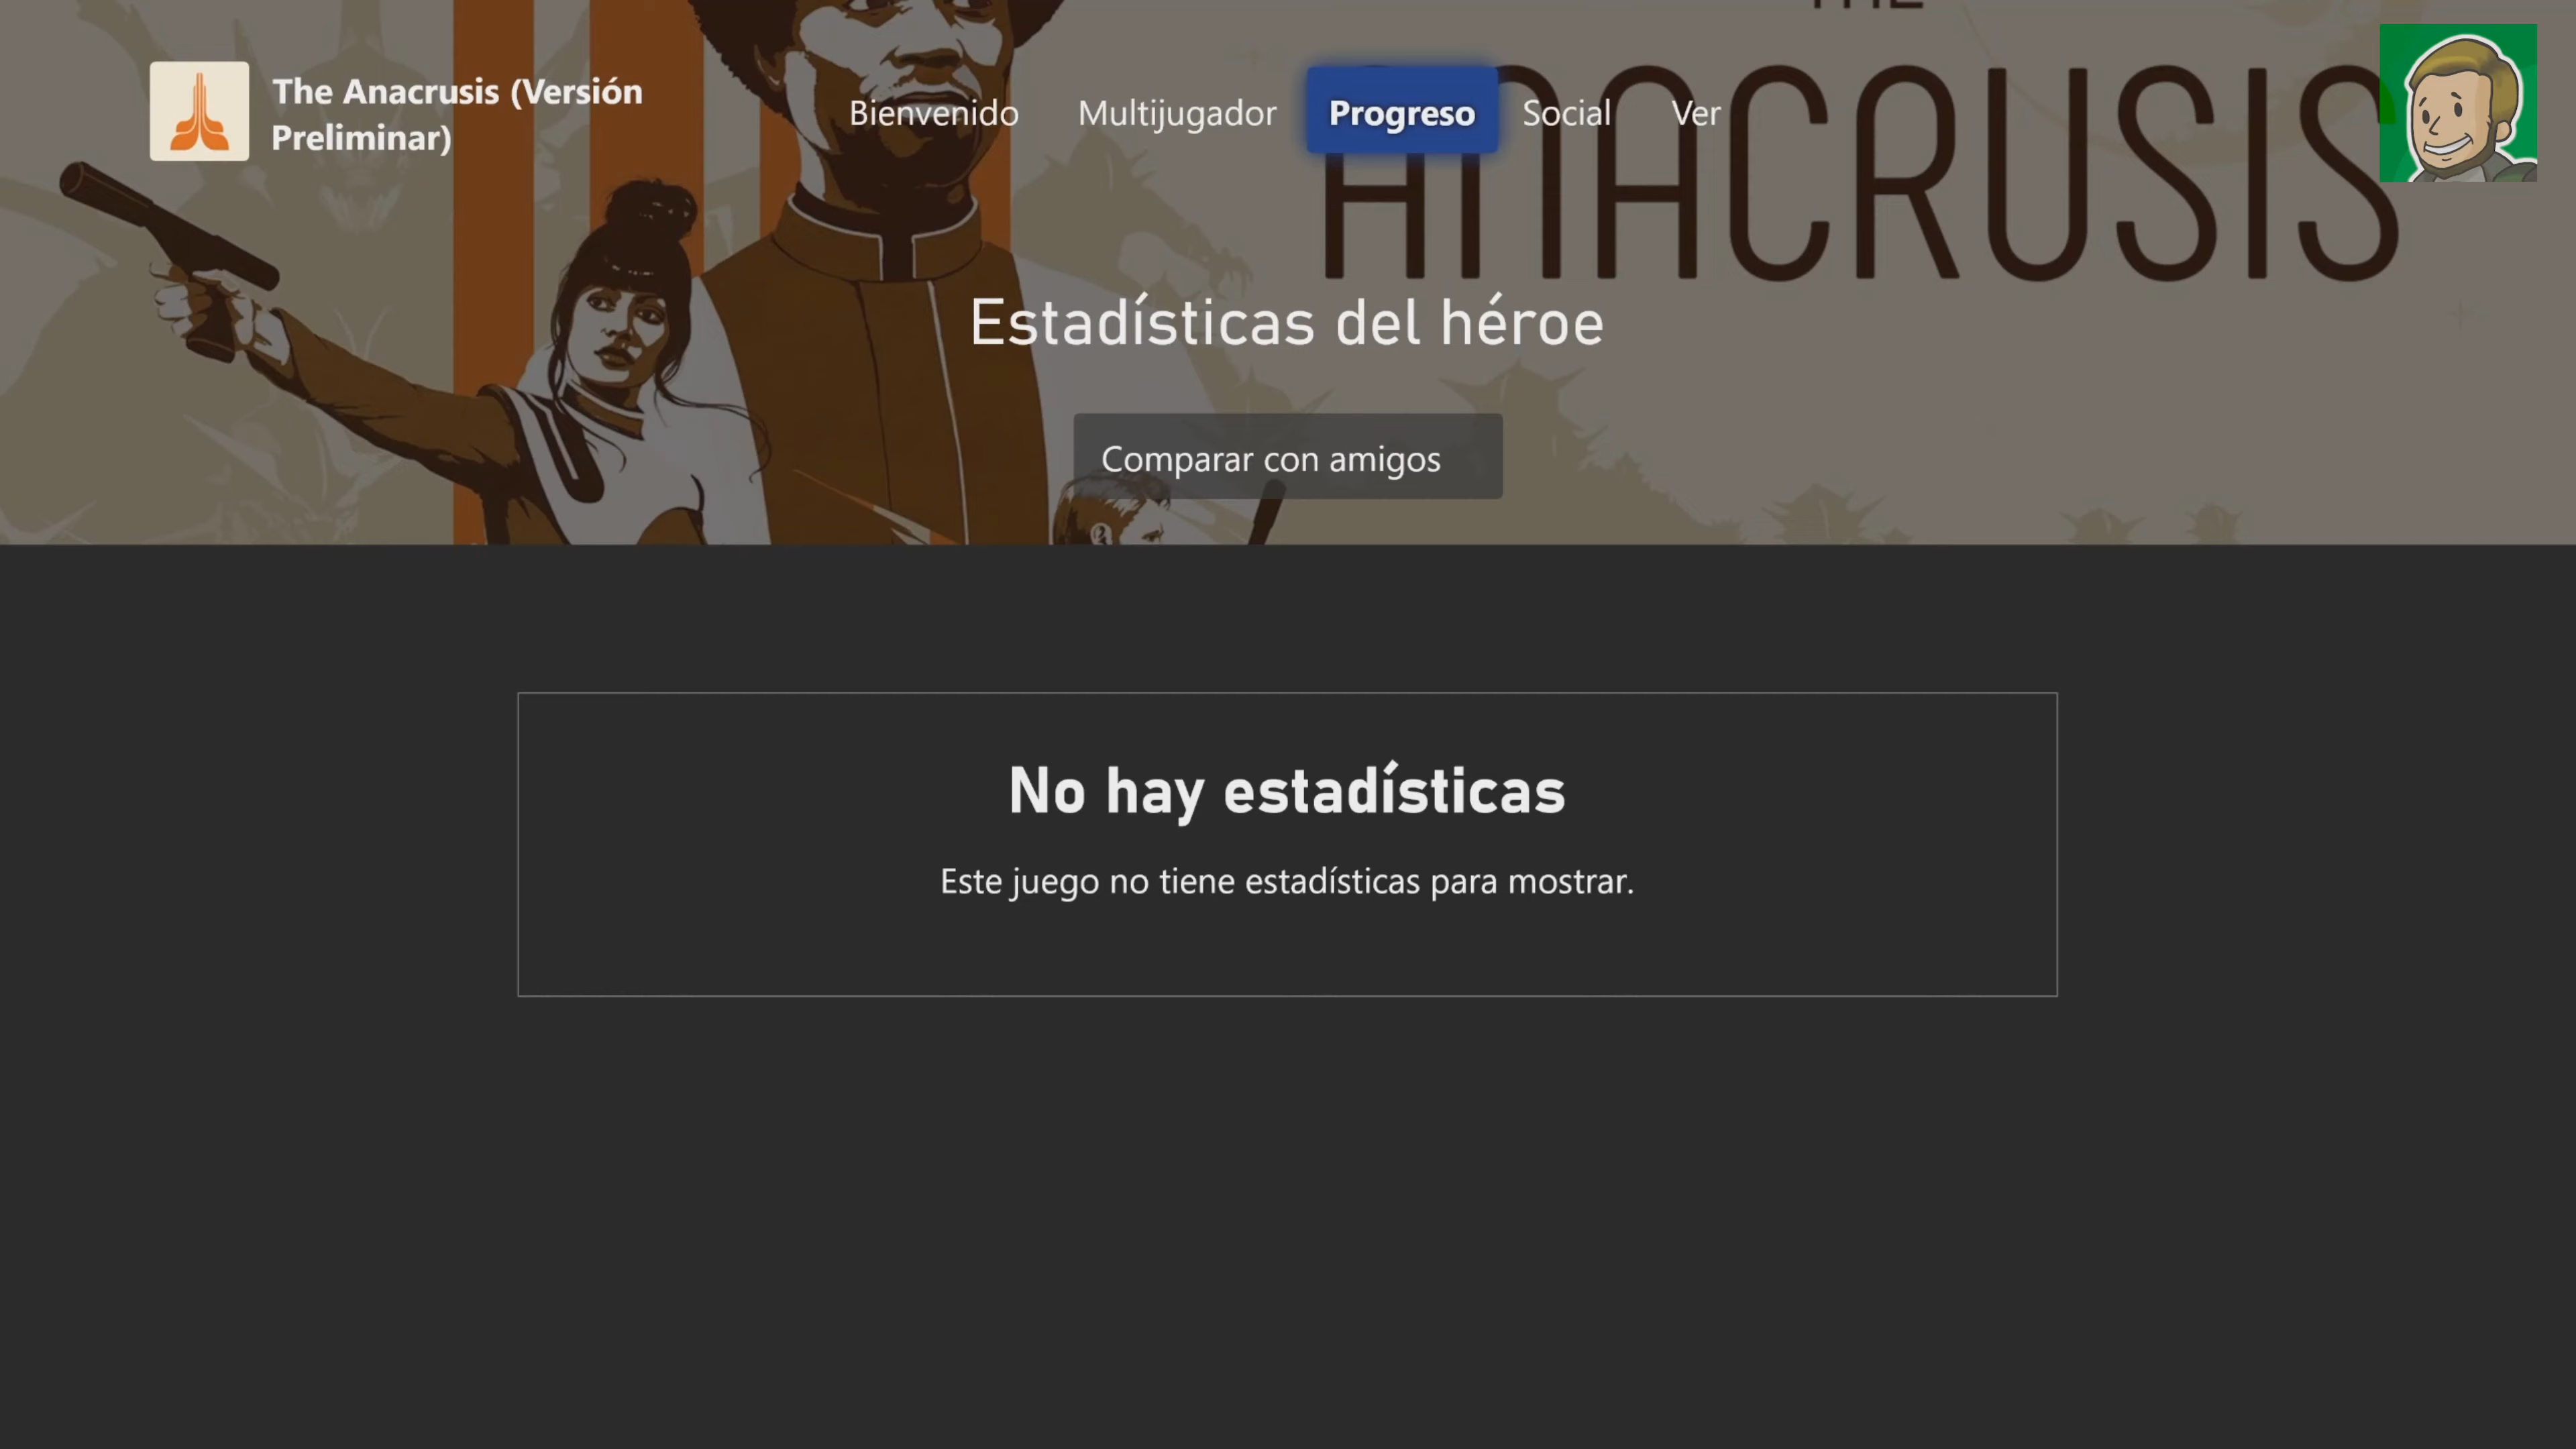 THE
The Anacrusis (Versión
Preliminar)
Bienvenido
Multijugador
Progreso
Social
Ver
ANACRUSIS
Estadísticas del héroe
Comparar con amigos
No hay estadísticas
Este juego no tiene estadísticas para mostrar.